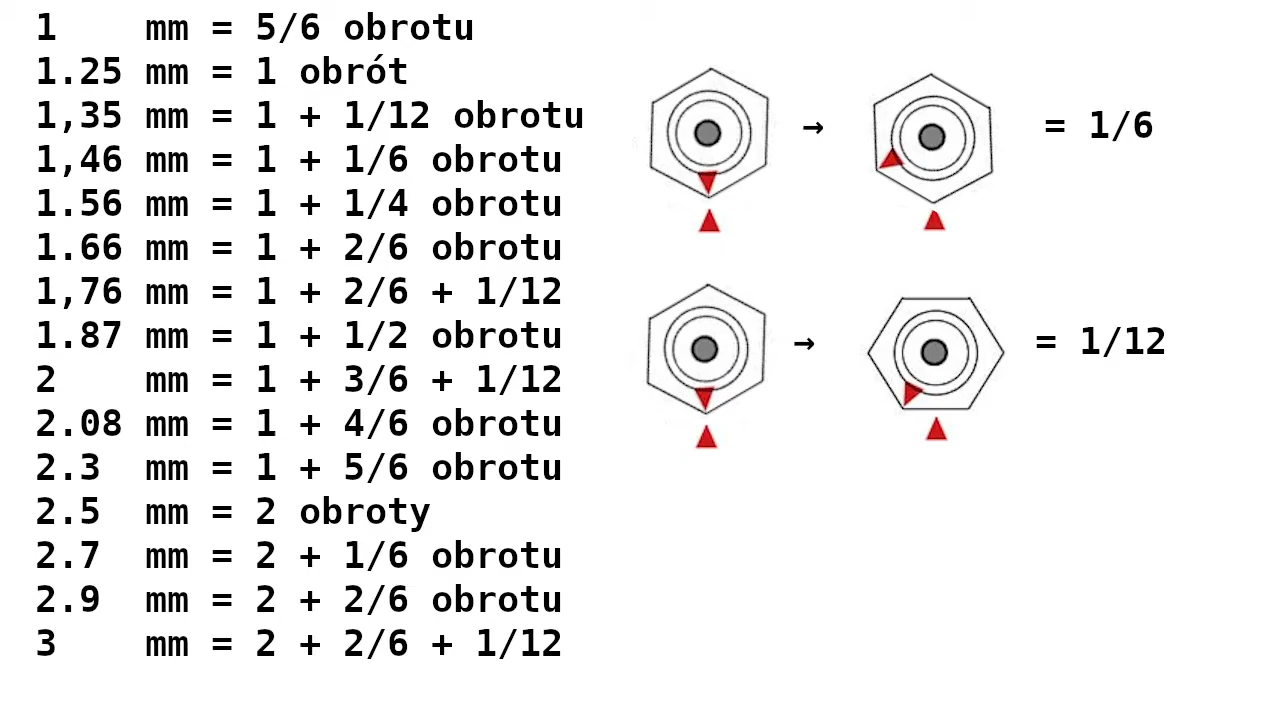 1    mm = 5/6 obrotu
1.25 mm = 1 obrót
1,35 mm = 1 + 1/12 obrotu
1,46 mm = 1 + 1/6 obrotu
1.56 mm = 1 + 1/4 obrotu
1.66 mm = 1 + 2/6 obrotu
1,76 mm = 1 + 2/6 + 1/12
1.87 mm = 1 + 1/2 obrotu
2    mm = 1 + 3/6 + 1/12
2.08 mm = 1 + 4/6 obrotu
2.3  mm = 1 + 5/6 obrotu
2.5  mm = 2 obroty
2.7  mm = 2 + 1/6 obrotu
2.9  mm = 2 + 2/6 obrotu
3    mm = 2 + 2/6 + 1/12
→ = 1/6
→ = 1/12